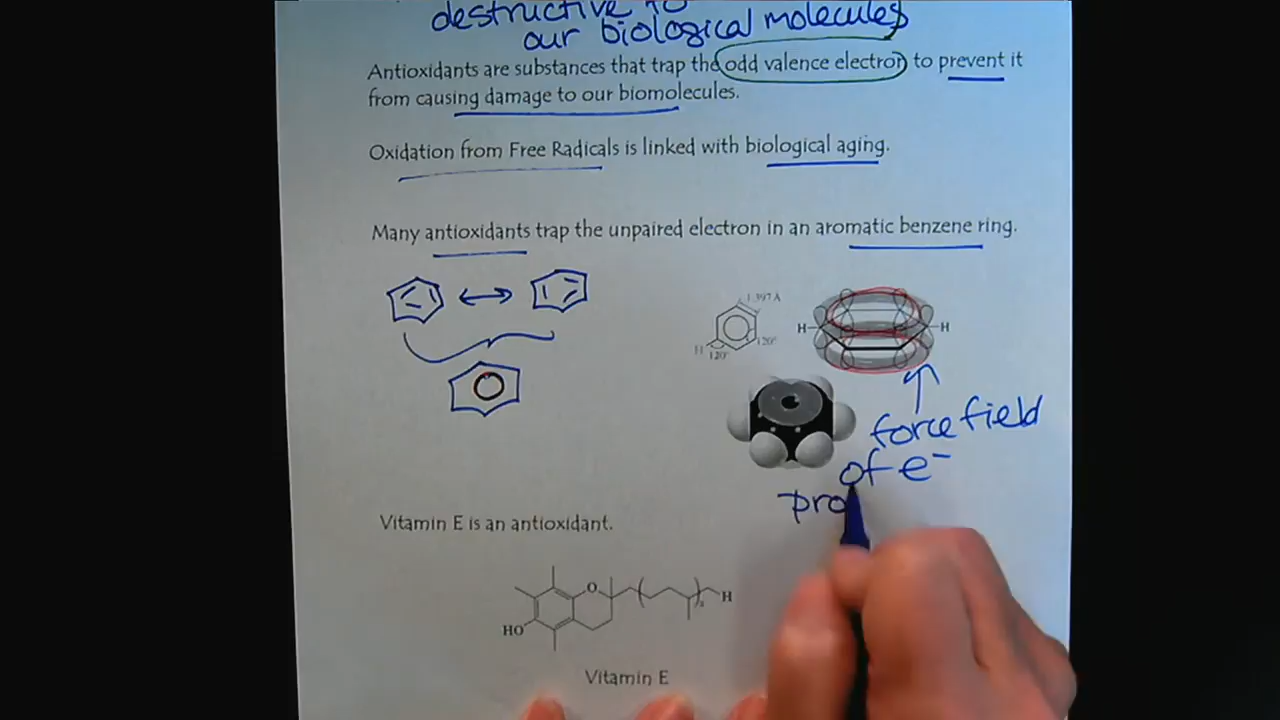 destructive to
our biological molecules
Antioxidants are substances that trap the odd valence electron to prevent it
from causing damage to our biomolecules.
Oxidation from Free Radicals is linked with biological aging.
Many antioxidants trap the unpaired electron in an aromatic benzene ring.
1.397 Å
120°
H
120°
H
H
force field
of e⁻
pro
Vitamin E is an antioxidant.
O
H
3
HO
Vitamin E